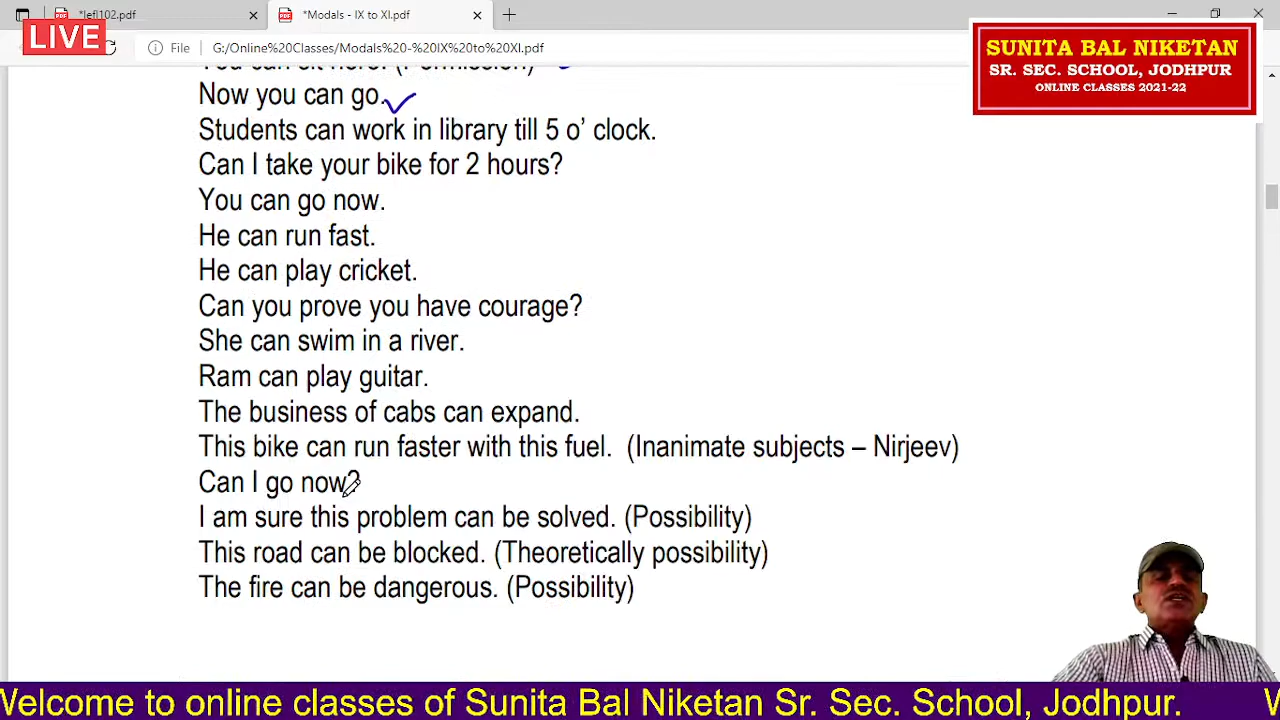 *lefl102.pdf
*Modals - IX to XI.pdf
LIVE
File
G:/Online%20Classes/Modals%20-%20IX%20to%20XI.pdf
SUNITA BAL NIKETAN
SR. SEC. SCHOOL, JODHPUR
ONLINE CLASSES 2021-22
You can sit here. (Permission)
Now you can go.
Students can work in library till 5 o’ clock.
Can I take your bike for 2 hours?
You can go now.
He can run fast.
He can play cricket.
Can you prove you have courage?
She can swim in a river.
Ram can play guitar.
The business of cabs can expand.
This bike can run faster with this fuel. (Inanimate subjects – Nirjeev)
Can I go now?
I am sure this problem can be solved. (Possibility)
This road can be blocked. (Theoretically possibility)
The fire can be dangerous. (Possibility)
Welcome to online classes of Sunita Bal Niketan Sr. Sec. School, Jodhpur.